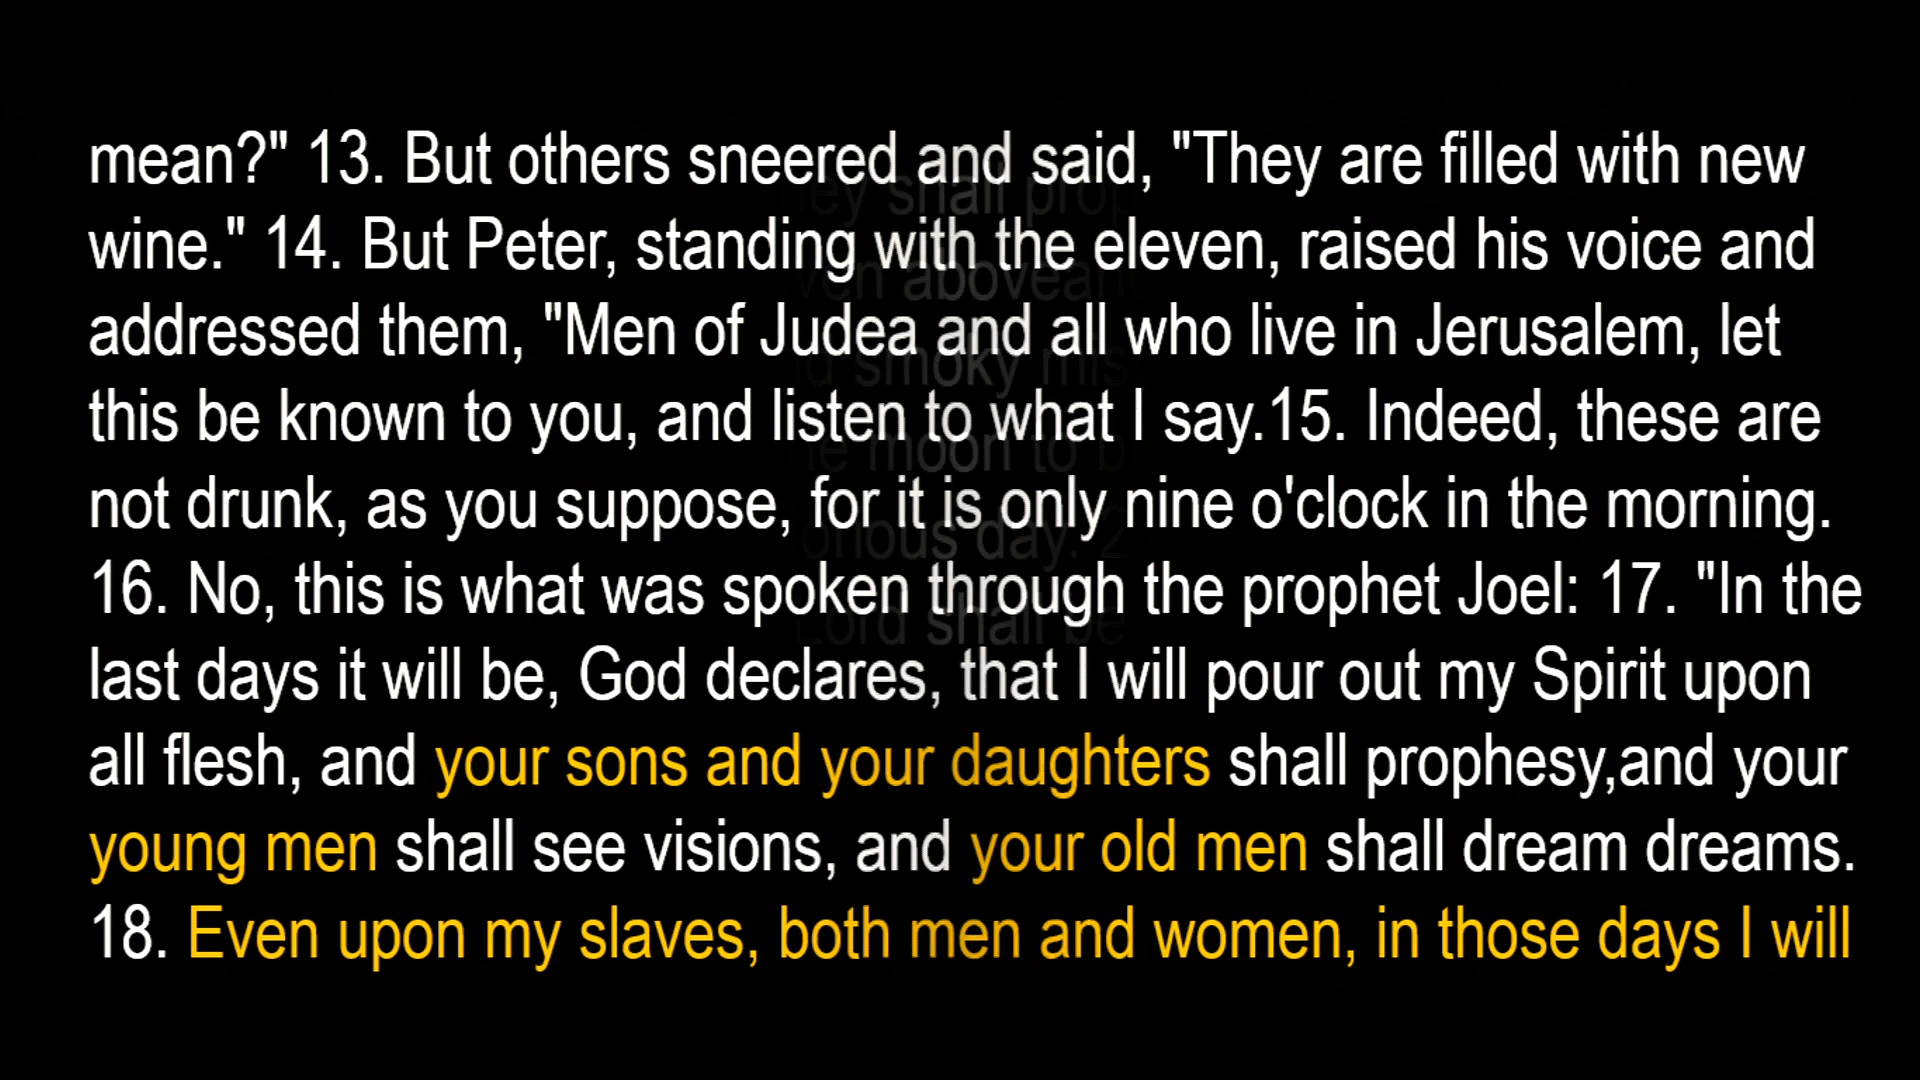 mean?" 13. But others sneered and said, "They are filled with new
wine." 14. But Peter, standing with the eleven, raised his voice and
addressed them, "Men of Judea and all who live in Jerusalem, let
this be known to you, and listen to what I say.15. Indeed, these are
not drunk, as you suppose, for it is only nine o'clock in the morning.
16. No, this is what was spoken through the prophet Joel: 17. "In the
last days it will be, God declares, that I will pour out my Spirit upon
all flesh, and your sons and your daughters shall prophesy,and your
young men shall see visions, and your old men shall dream dreams.
18. Even upon my slaves, both men and women, in those days I will